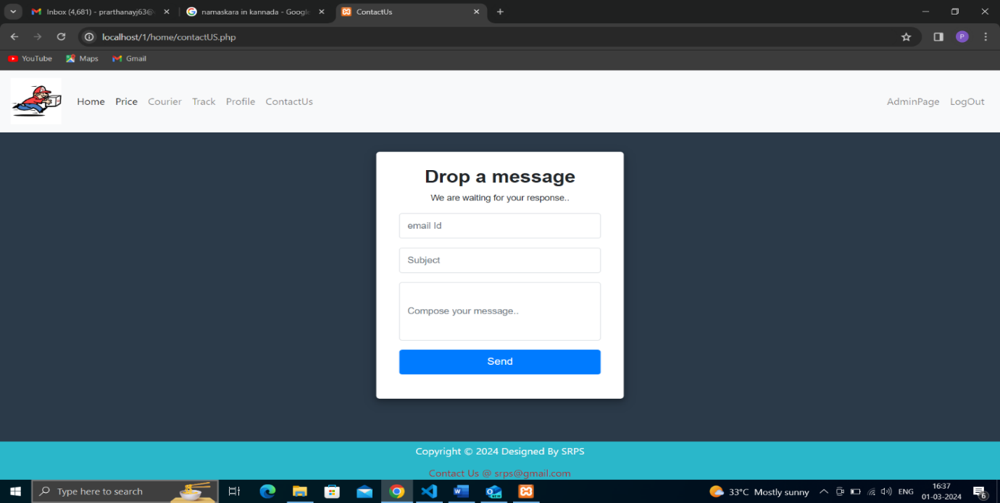 Inbox (4,681) - prarthanayj63@
namaskara in kannada - Google
ContactUs
localhost/1/home/contactUS.php
YouTube Maps Gmail
Home Price Courier Track Profile ContactUs AdminPage LogOut
Drop a message
We are waiting for your response..
email Id
Subject
Compose your message..
Send
Copyright © 2024 Designed By SRPS
Contact Us @ srps@gmail.com
Type here to search
33°C Mostly sunny
ENG
16:37
01-03-2024
6
P